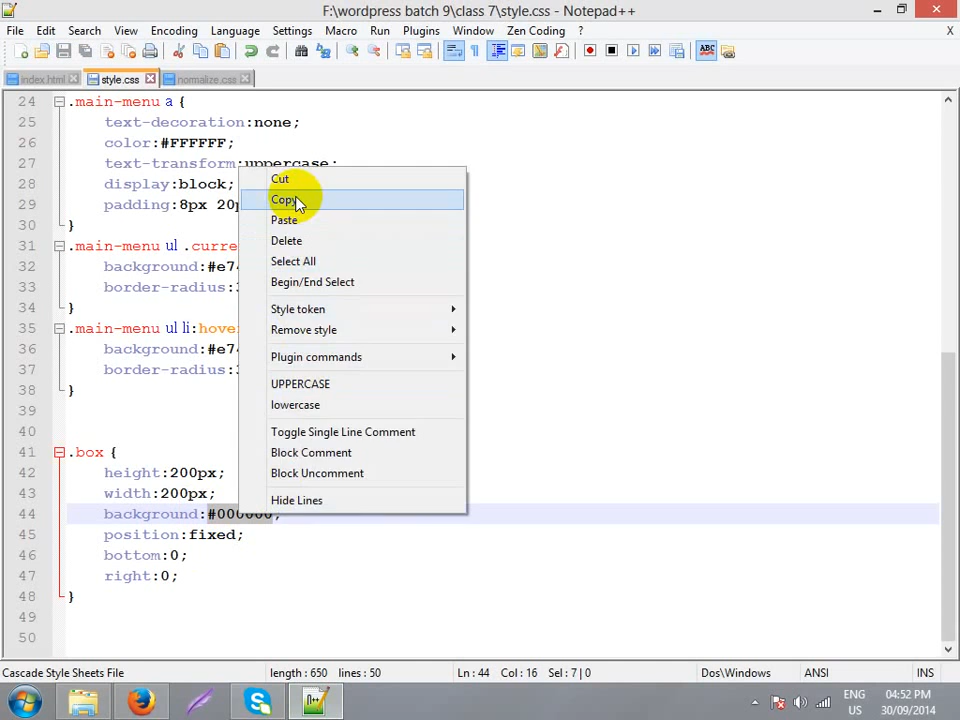 F:\wordpress batch 9\class 7\style.css - Notepad++
File Edit Search View Encoding Language Settings Macro Run Plugins Window Zen Coding ? X
index.html style.css normalize.css
24 .main-menu a {
25 text-decoration:none;
26 color:#FFFFFF;
27 text-transform:uppercase;
28 display:block;
29 padding:8px 20p
30 }
31 .main-menu ul .curre
32 background:#e74
33 border-radius:
34 }
35 .main-menu ul li:hove
36 background:#e74
37 border-radius:
38 }
39
40
41 .box {
42 height:200px;
43 width:200px;
44 background:#000000;
45 position:fixed;
46 bottom:0;
47 right:0;
48 }
49
50
Cut
Copy
Paste
Delete
Select All
Begin/End Select
Style token
Remove style
Plugin commands
UPPERCASE
lowercase
Toggle Single Line Comment
Block Comment
Block Uncomment
Hide Lines
Cascade Style Sheets File length : 650 lines : 50 Ln : 44 Col : 16 Sel : 7 | 0 Dos\Windows ANSI INS
ENG 04:52 PM
US 30/09/2014